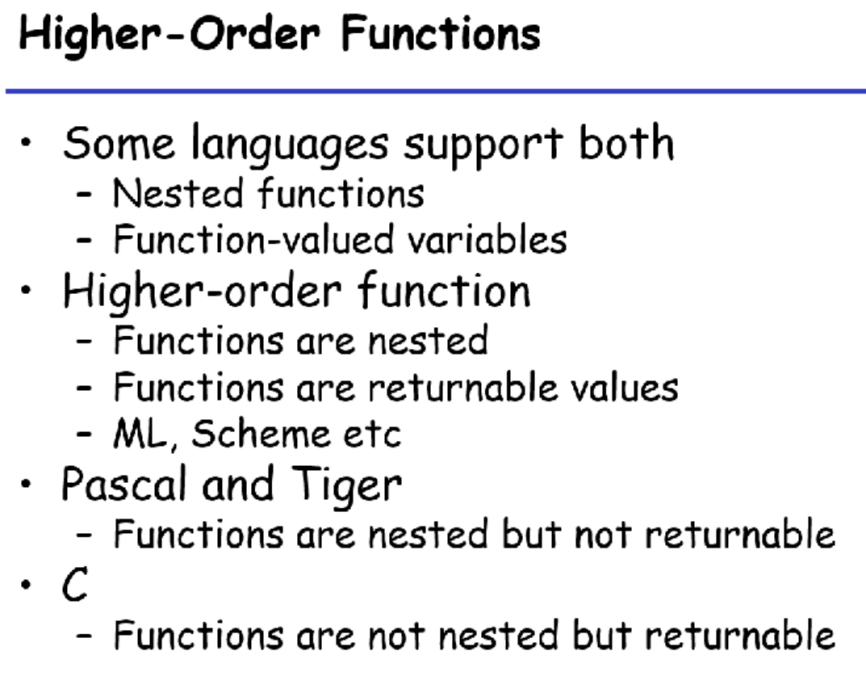 Higher-Order Functions
• Some languages support both
- Nested functions
- Function-valued variables
• Higher-order function
- Functions are nested
- Functions are returnable values
- ML, Scheme etc
• Pascal and Tiger
- Functions are nested but not returnable
• C
- Functions are not nested but returnable